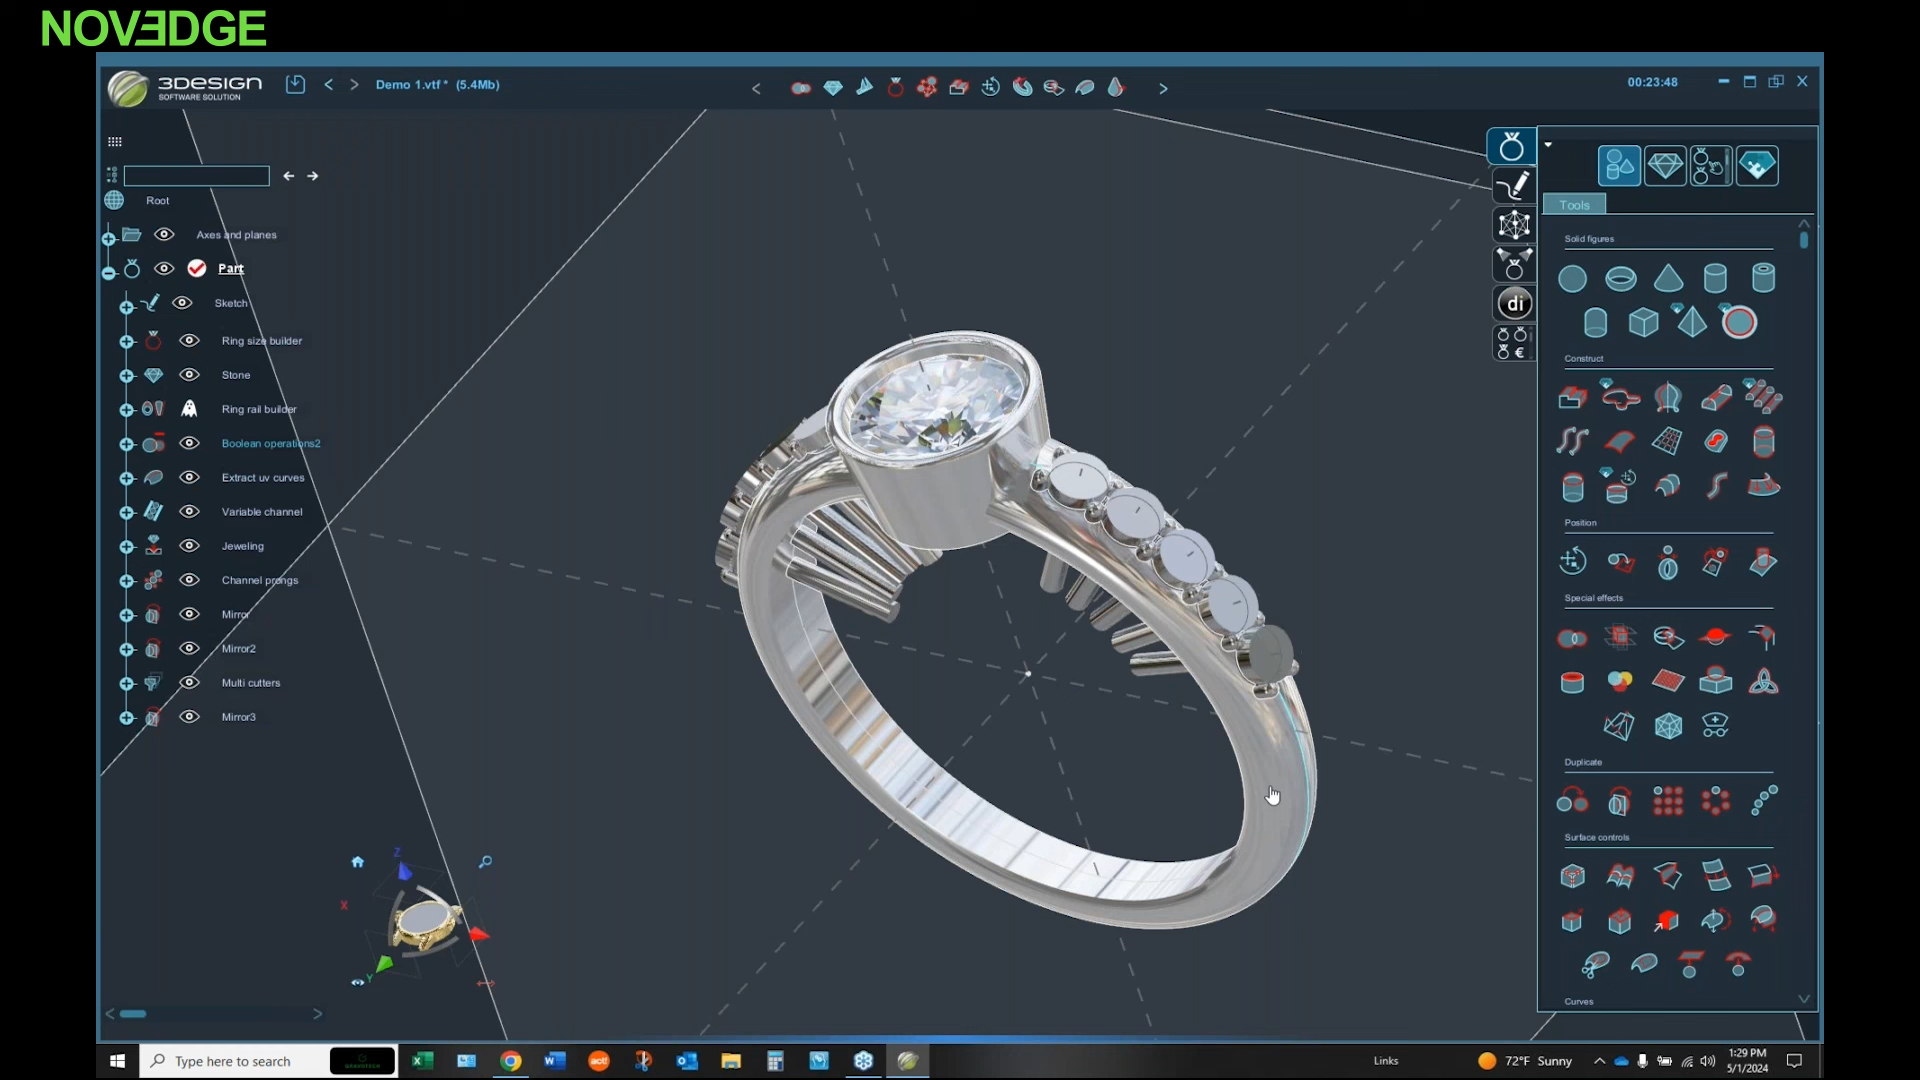 NOVEDGE
3DESIGN
SOFTWARE SOLUTION
Demo 1.vtf * (5.4Mb)
00:23:48
Root
Axes and planes
Part
Sketch
Ring size builder
Stone
Ring rail builder
Boolean operations2
Extract uv curves
Variable channel
Jeweling
Channel prongs
Mirror
Mirror2
Multi cutters
Mirror3
Z
X
Y
di
€
Tools
Solid figures
Construct
Position
Special effects
Duplicate
Surface controls
Curves
Type here to search
act!
Links
72°F Sunny
1:29 PM
5/1/2024